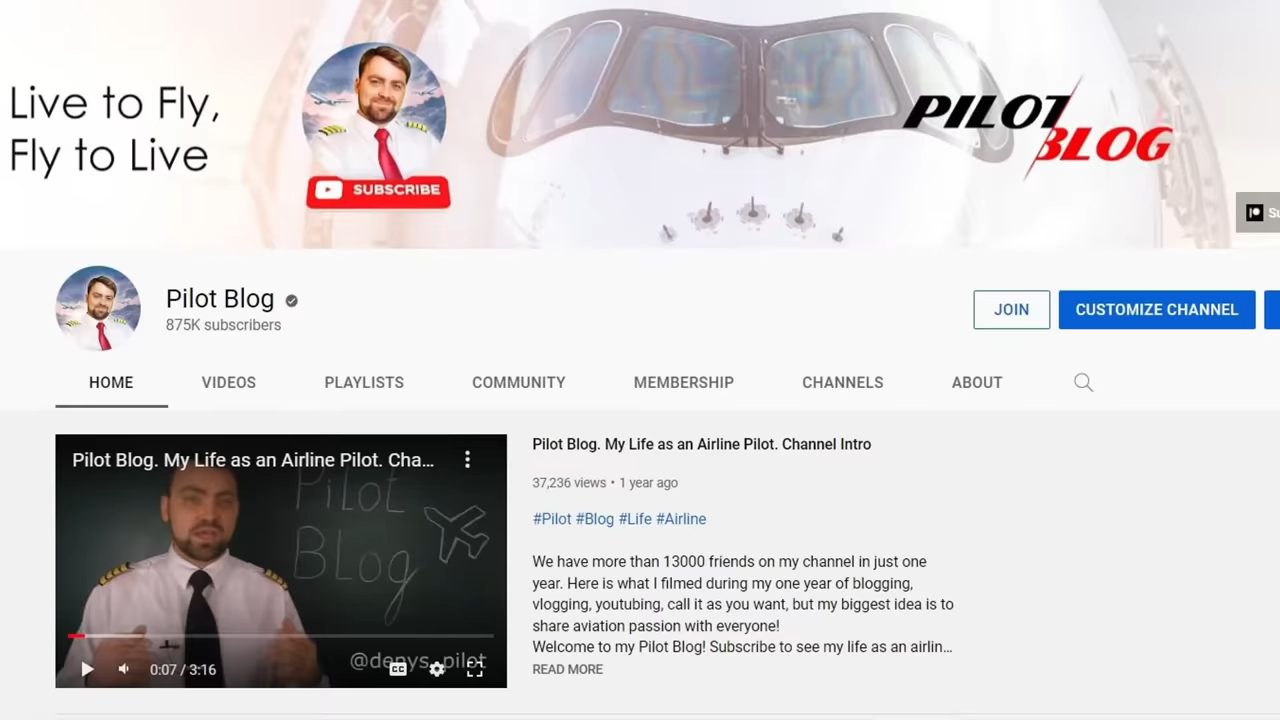 Live to Fly,
Fly to Live
SUBSCRIBE
PILOT
BLOG
Su
Pilot Blog
875K subscribers
JOIN
CUSTOMIZE CHANNEL
HOME
VIDEOS
PLAYLISTS
COMMUNITY
MEMBERSHIP
CHANNELS
ABOUT
Pilot Blog. My Life as an Airline Pilot. Cha...
PiLoT
BLog
@denys_pilot
CC
0:07 / 3:16
Pilot Blog. My Life as an Airline Pilot. Channel Intro
37,236 views • 1 year ago
#Pilot #Blog #Life #Airline
We have more than 13000 friends on my channel in just one
year. Here is what I filmed during my one year of blogging,
vlogging, youtubing, call it as you want, but my biggest idea is to
share aviation passion with everyone!
Welcome to my Pilot Blog! Subscribe to see my life as an airlin...
READ MORE